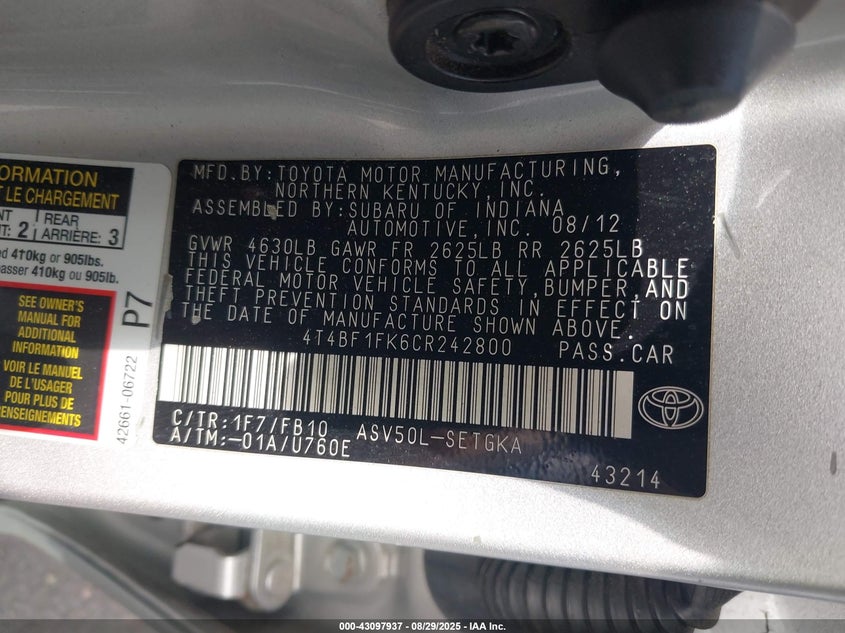 ORMATION
T LE CHARGEMENT
NT
T: 2
REAR
ARRIÈRE: 3
ed 410kg or 905lbs.
passer 410kg ou 905lb.
SEE OWNER'S
MANUAL FOR
ADDITIONAL
INFORMATION
VOIR LE MANUEL
DE L'USAGER
POUR PLUS DE
RENSEIGNEMENTS
P7
42661-06722
MFD.BY:TOYOTA MOTOR MANUFACTURING,
NORTHERN KENTUCKY,INC.
ASSEMBLED BY:SUBARU OF INDIANA
AUTOMOTIVE,INC. 08/12
GVWR 4630LB GAWR FR 2625LB RR 2625LB
THIS VEHICLE CONFORMS TO ALL APPLICABLE
FEDERAL MOTOR VEHICLE SAFETY,BUMPER,AND
THEFT PREVENTION STANDARDS IN EFFECT ON
THE DATE OF MANUFACTURE SHOWN ABOVE.
4T4BF1FK6CR242800 PASS.CAR
C/TR:1F7/FB10 ASV50L-SETGKA
A/TM:-01A/U760E
43214
000-43097937 - 08/29/2025 - IAA Inc.